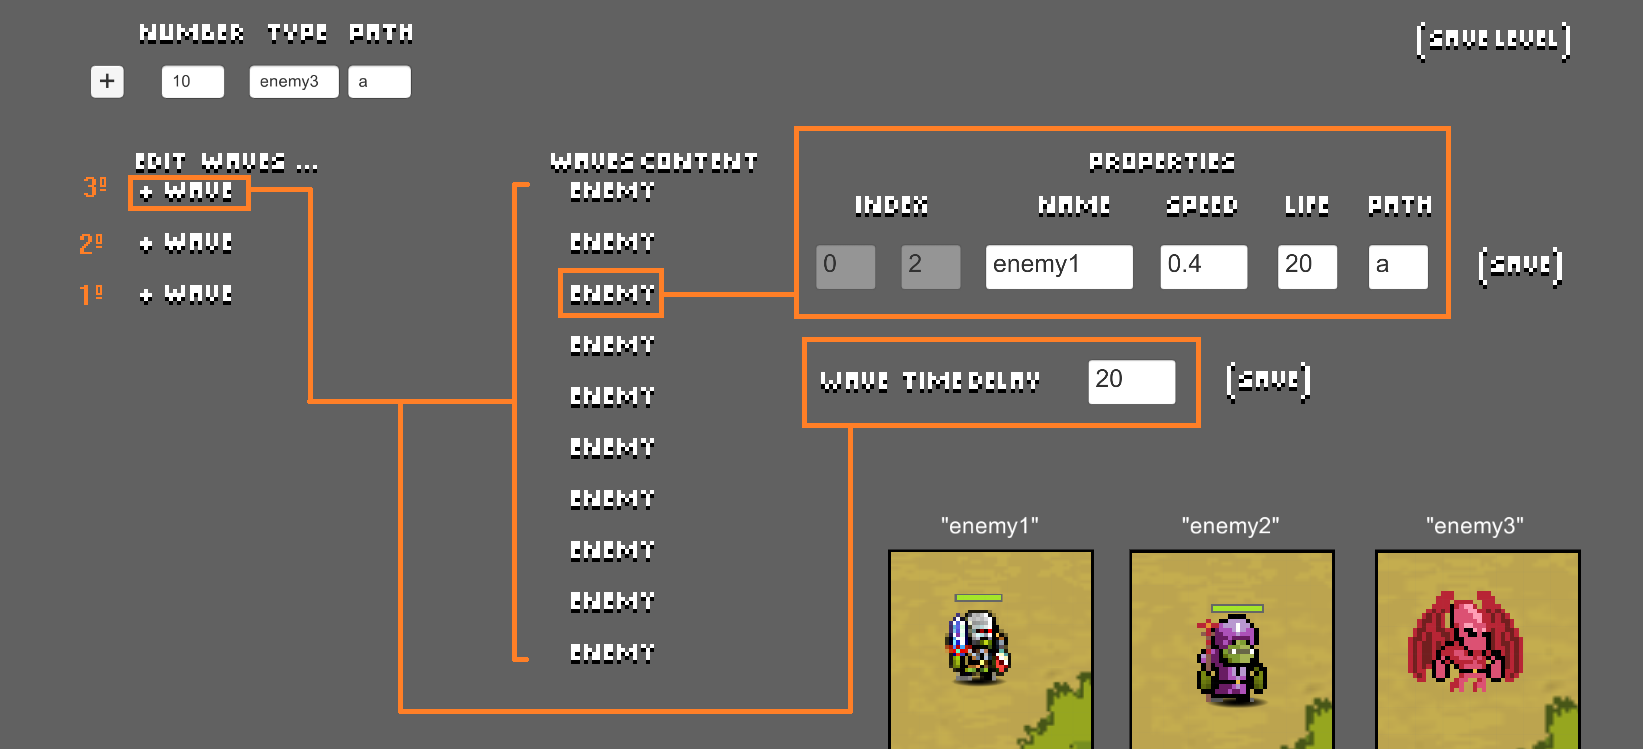 NUMBER TYPE PATH
+ 10 enemy3 a
[SAVE LEVEL]
EDIT WAVES ...
3º + WAVE
2º + WAVE
1º + WAVE
WAVES CONTENT
ENEMY
ENEMY
ENEMY
ENEMY
ENEMY
ENEMY
ENEMY
ENEMY
ENEMY
ENEMY
PROPERTIES
INDEX NAME SPEED LIFE PATH
0 2 enemy1 0.4 20 a [SAVE]
WAVE TIME DELAY 20 [SAVE]
"enemy1" "enemy2" "enemy3"